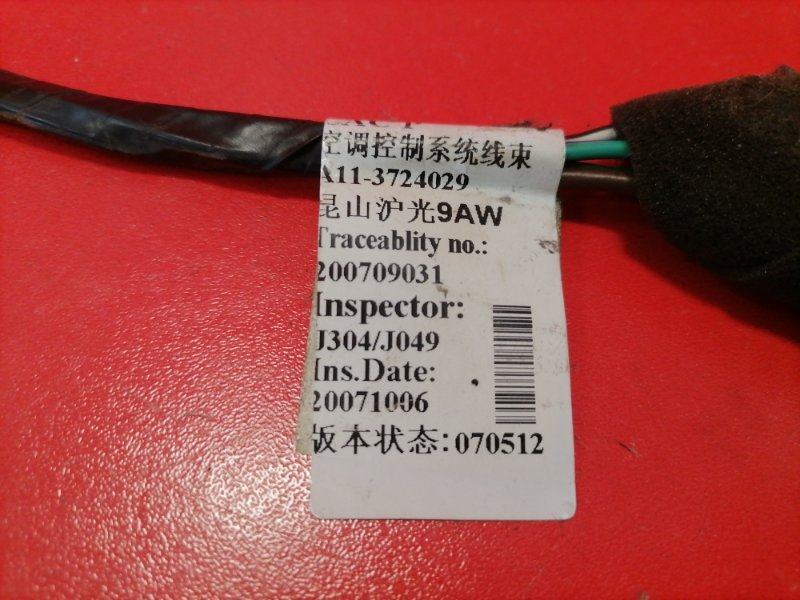 空调控制系统线束
A11-3724029
昆山沪光9AW
Traceablity no.:
200709031
Inspector:
J304/J049
Ins.Date:
20071006
版本状态:070512